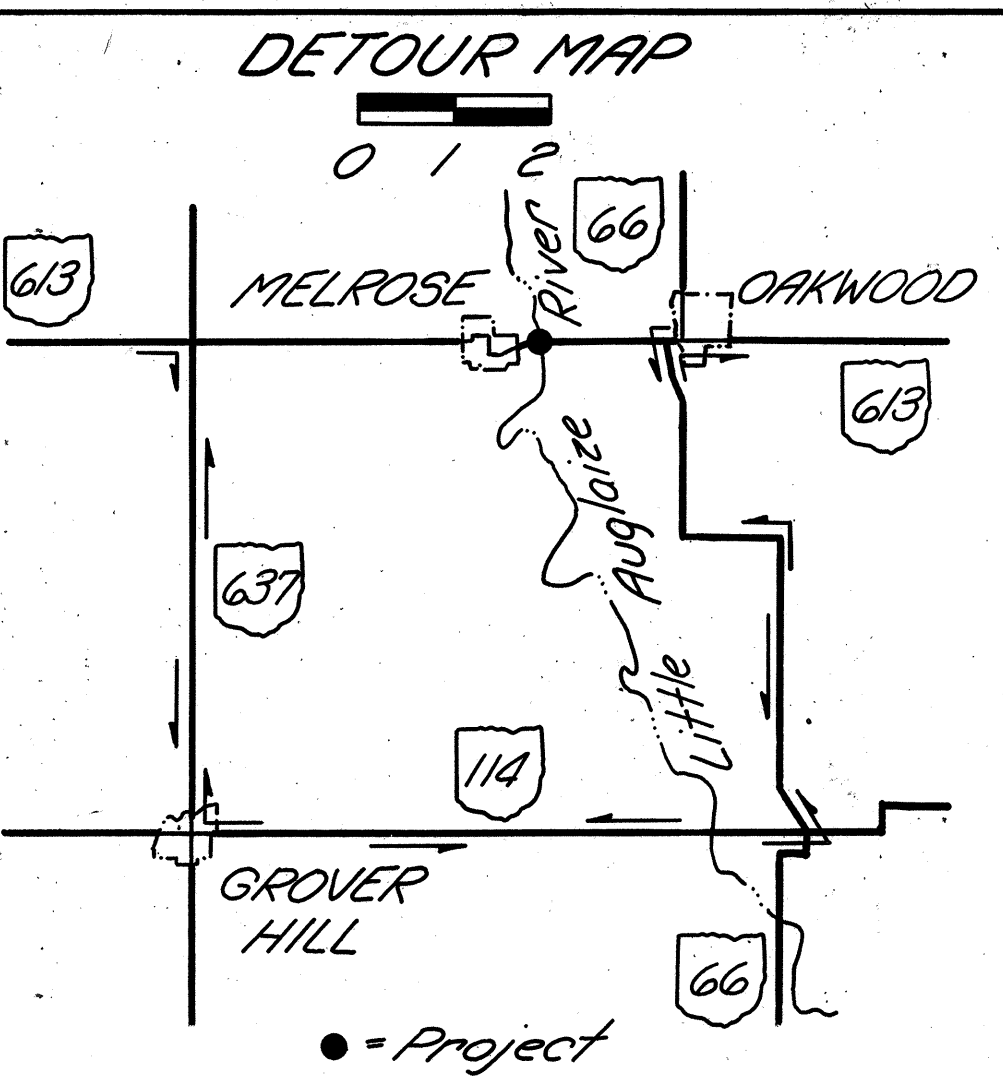 DETOUR MAP
0 1 2
66
613
MELROSE
OAKWOOD
613
637
114
Little Auglaize River
GROVER
HILL
66
= Project